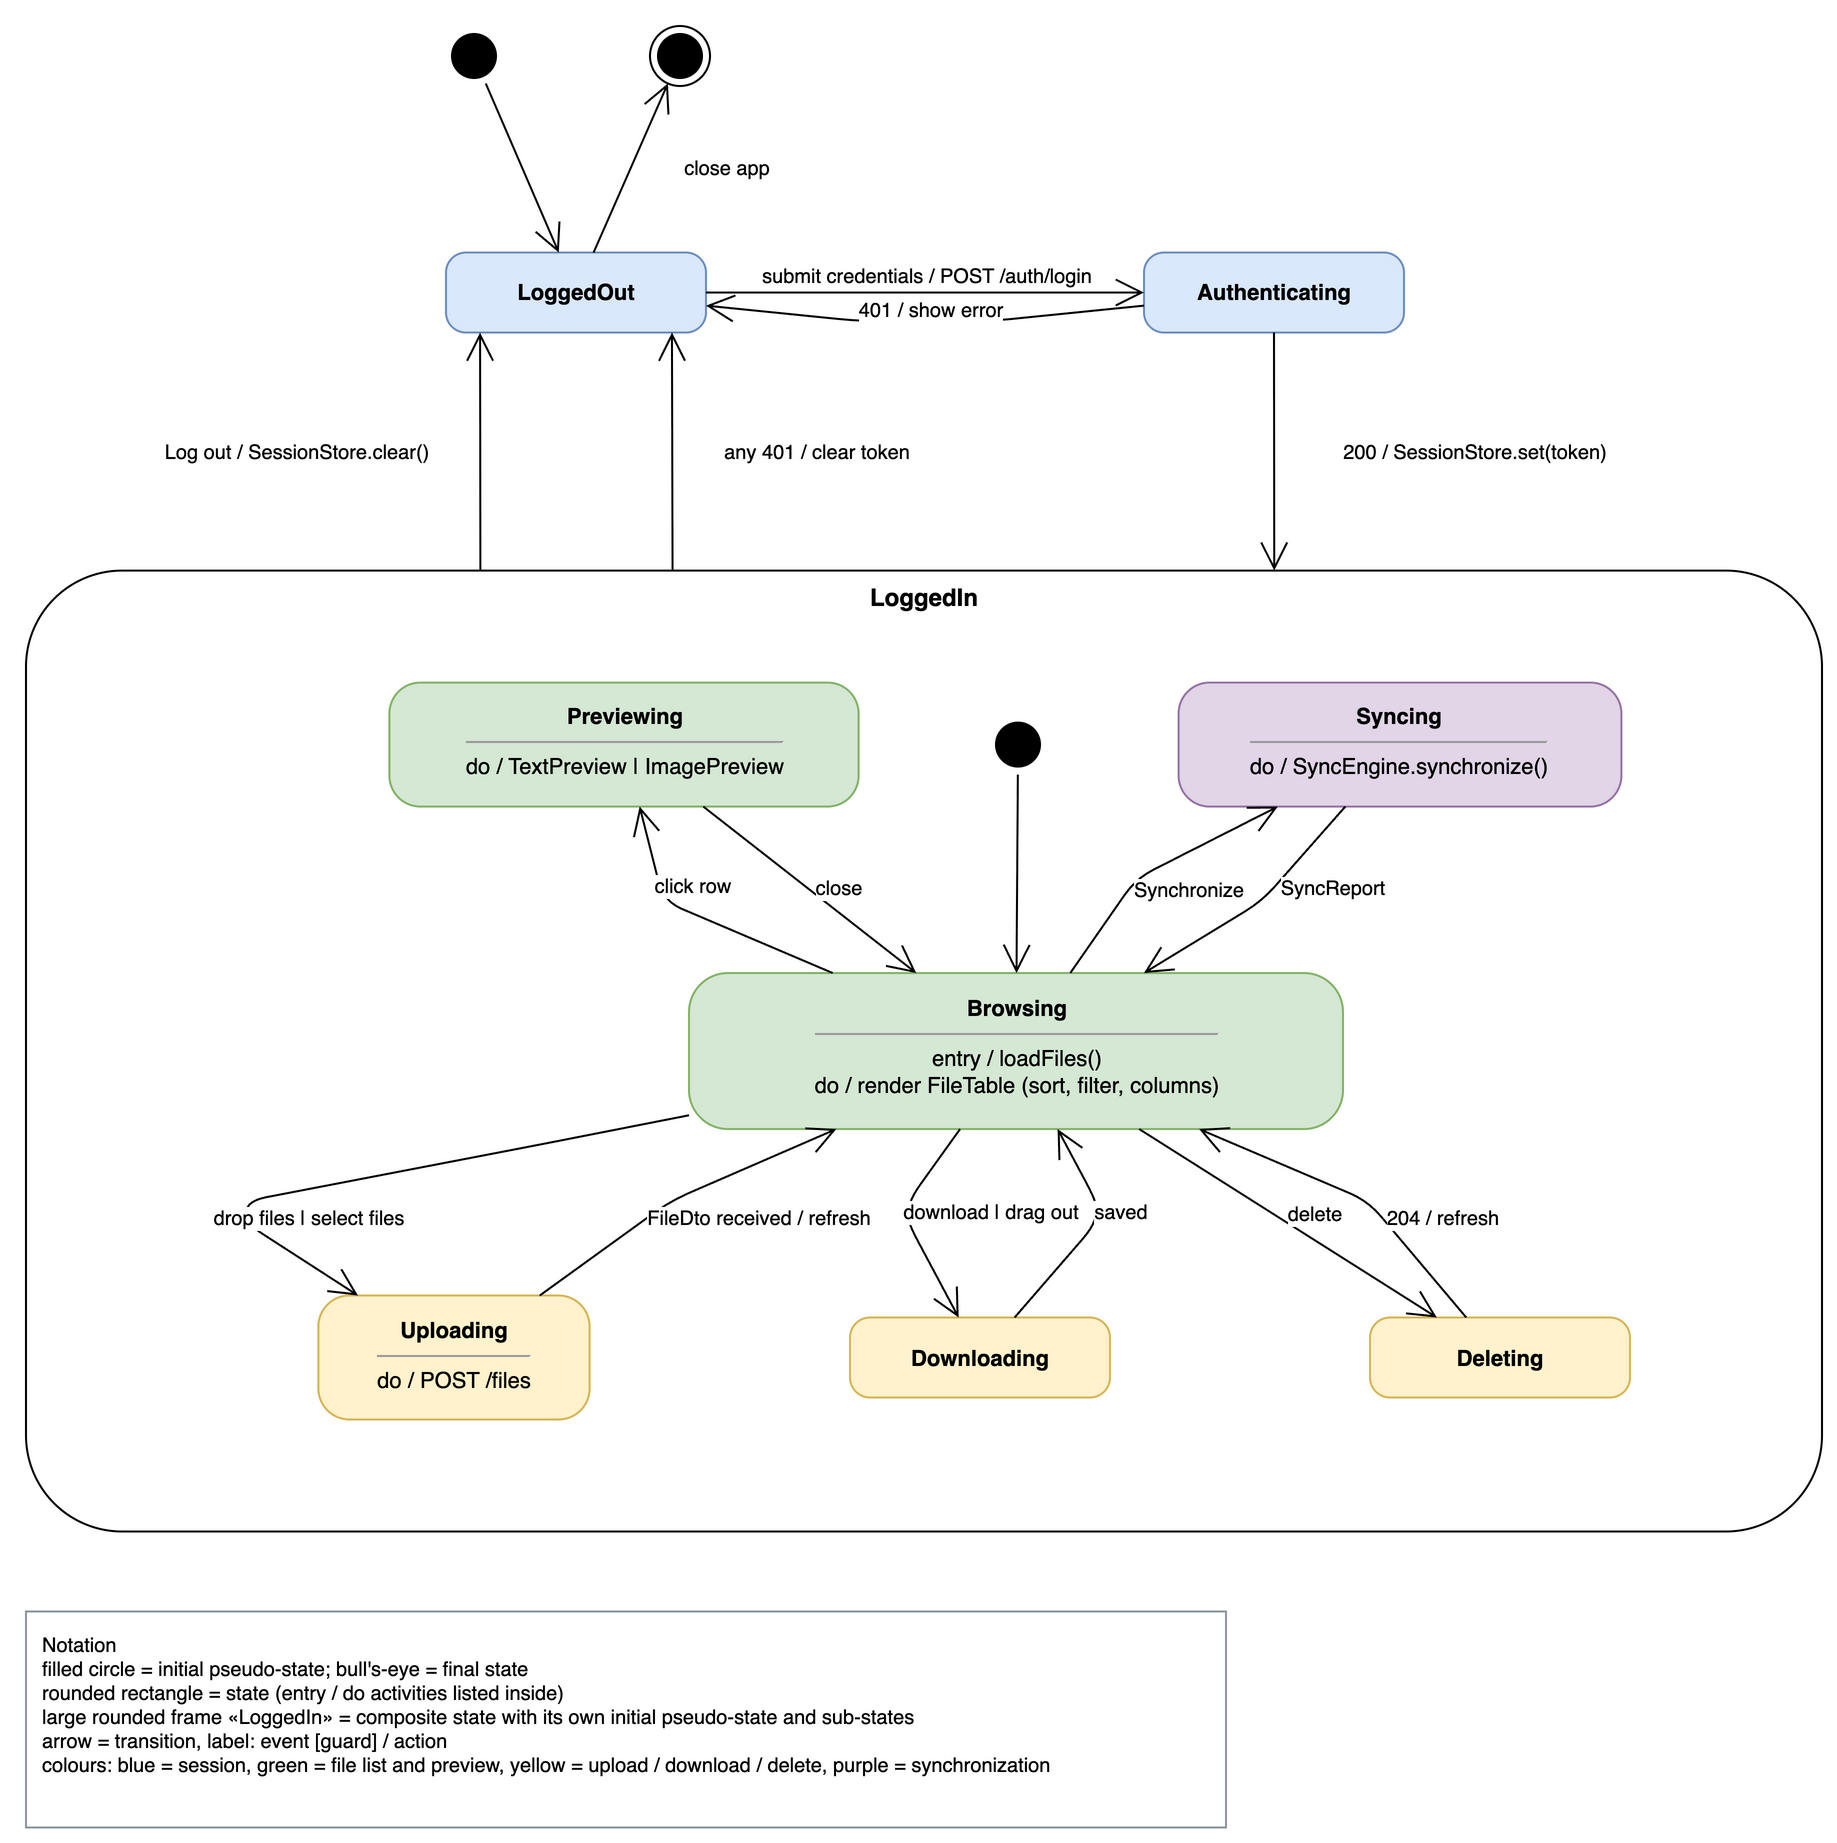 close app
LoggedOut
submit credentials / POST /auth/login
401 / show error
Authenticating
Log out / SessionStore.clear()
any 401 / clear token
200 / SessionStore.set(token)
LoggedIn
Previewing
do / TextPreview | ImagePreview
Syncing
do / SyncEngine.synchronize()
click row
close
Synchronize
SyncReport
Browsing
entry / loadFiles()
do / render FileTable (sort, filter, columns)
drop files | select files
FileDto received / refresh
download | drag out
saved
delete
204 / refresh
Uploading
do / POST /files
Downloading
Deleting
Notation
filled circle = initial pseudo-state; bull's-eye = final state
rounded rectangle = state (entry / do activities listed inside)
large rounded frame «LoggedIn» = composite state with its own initial pseudo-state and sub-states
arrow = transition, label: event [guard] / action
colours: blue = session, green = file list and preview, yellow = upload / download / delete, purple = synchronization